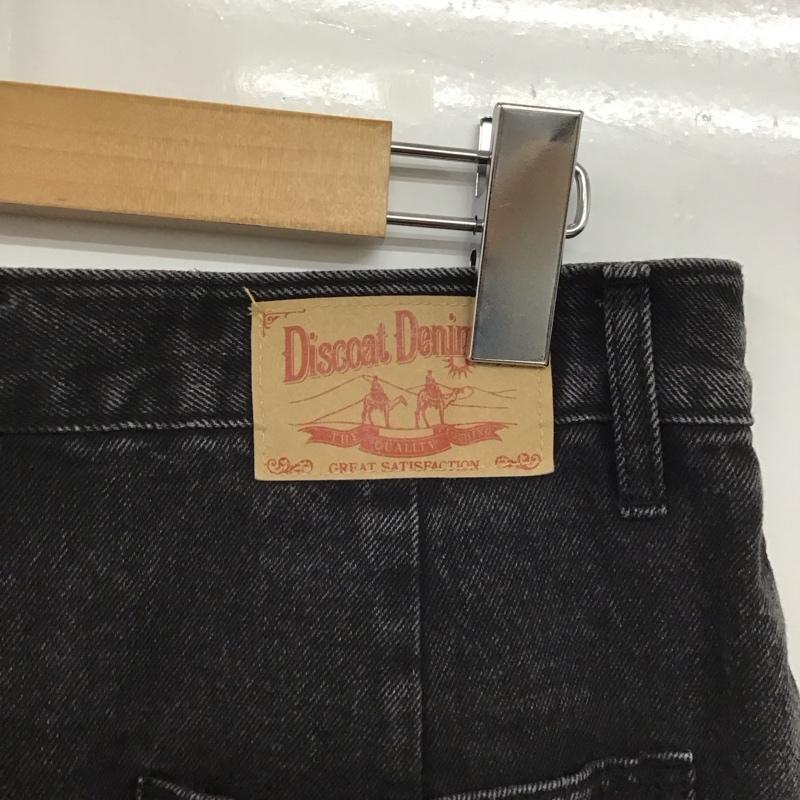 Discoat Denim
THE QUALITY
GREAT SATISFACTION